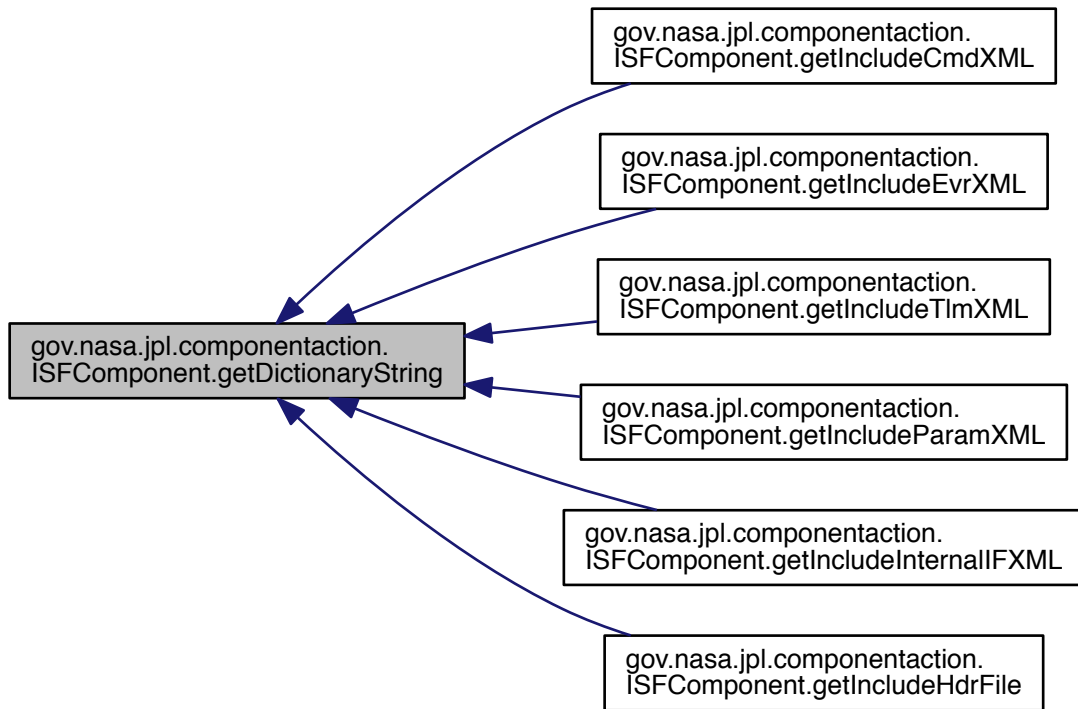 gov.nasa.jpl.componentaction.
ISFComponent.getIncludeCmdXML
gov.nasa.jpl.componentaction.
ISFComponent.getIncludeEvrXML
gov.nasa.jpl.componentaction.
ISFComponent.getIncludeTlmXML
gov.nasa.jpl.componentaction.
ISFComponent.getDictionaryString
gov.nasa.jpl.componentaction.
ISFComponent.getIncludeParamXML
gov.nasa.jpl.componentaction.
ISFComponent.getIncludeInternalIFXML
gov.nasa.jpl.componentaction.
ISFComponent.getIncludeHdrFile